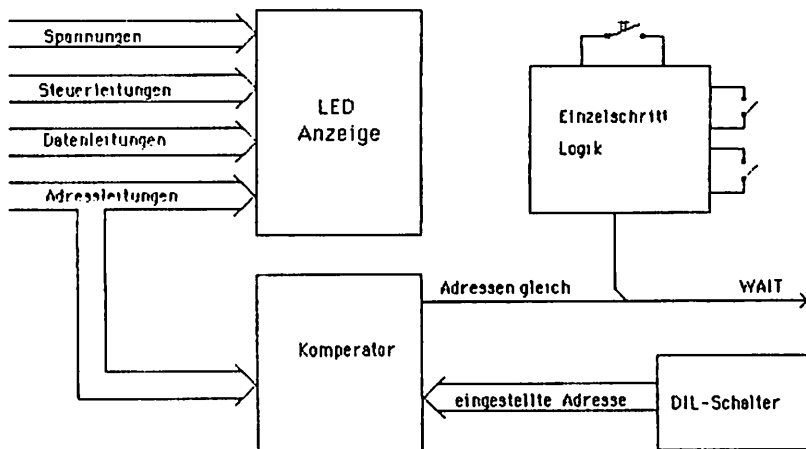 Spannungen
Steuerleitungen
Datenleitungen
Adressleitungen
LED
Anzeige
Einzelschritt
Logik
Adressen gleich
WAIT
Komperator
eingestellte Adresse
DIL-Schalter